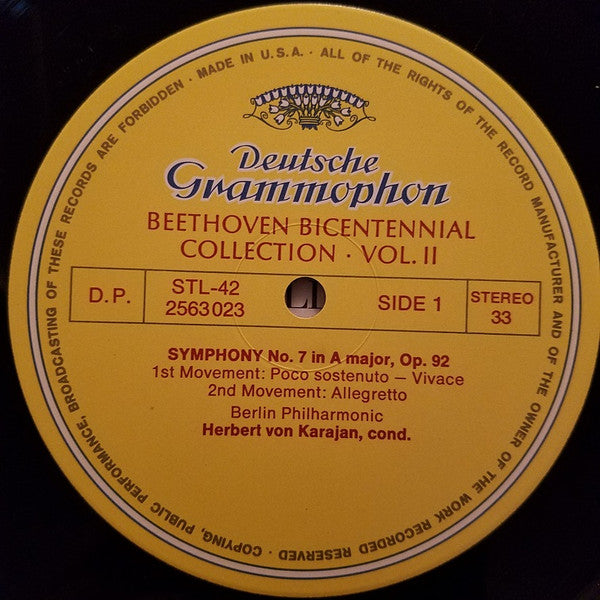 COPYING, PUBLIC PERFORMANCE, BROADCASTING OF THESE RECORDS ARE FORBIDDEN · MADE IN U.S.A. · ALL OF THE RIGHTS OF THE RECORD MANUFACTURER AND OF THE OWNER OF THE WORK RECORDED RESERVED ·
Deutsche
Grammophon
BEETHOVEN BICENTENNIAL
COLLECTION · VOL. II
D.P.
STL-42
2563 023
SIDE 1
STEREO
33
SYMPHONY No. 7 in A major, Op. 92
1st Movement: Poco sostenuto — Vivace
2nd Movement: Allegretto
Berlin Philharmonic
Herbert von Karajan, cond.